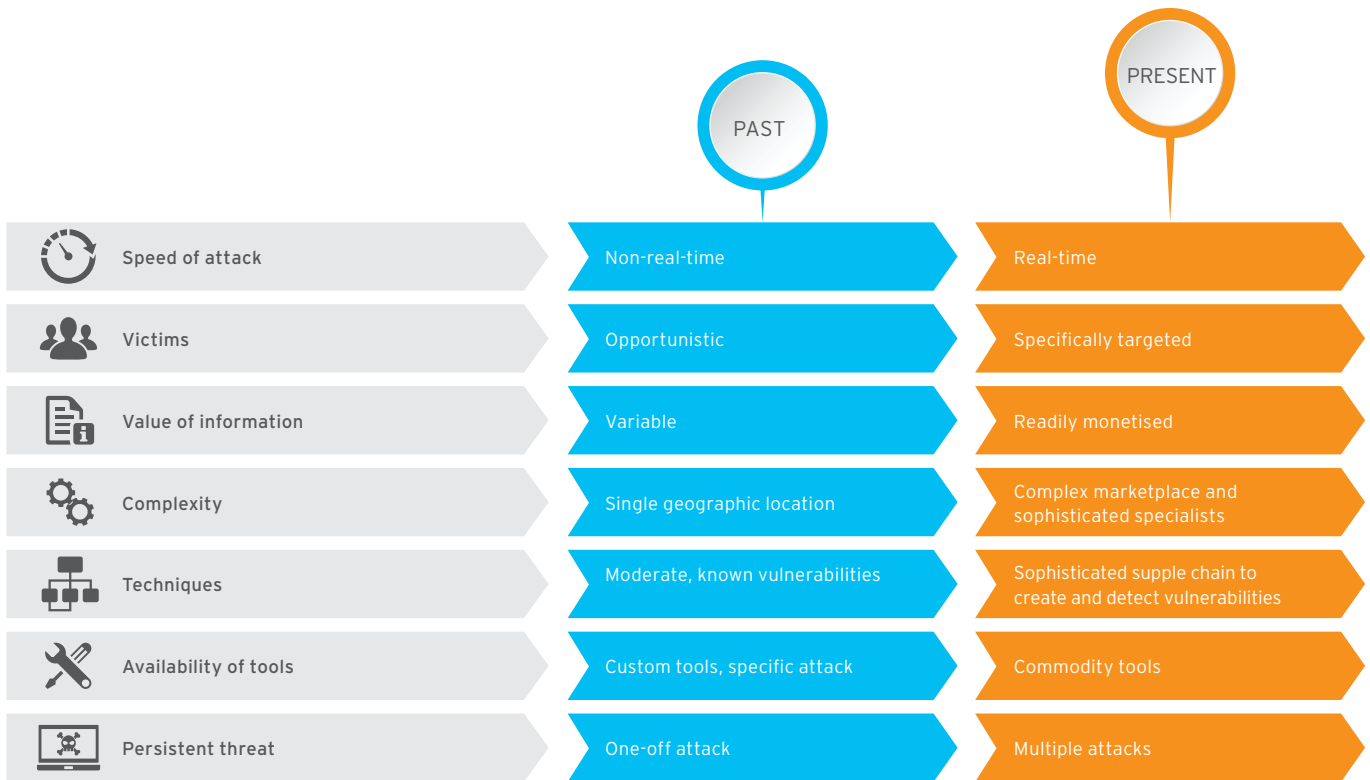 PRESENT
PAST
Speed of attack
Non-real-time
Real-time
Victims
Opportunistic
Specifically targeted
Value of information
Variable
Readily monetised
Complexity
Single geographic location
Complex marketplace and
sophisticated specialists
Techniques
Moderate, known vulnerabilities
Sophisticated supple chain to
create and detect vulnerabilities
Availability of tools
Custom tools, specific attack
Commodity tools
Persistent threat
One-off attack
Multiple attacks